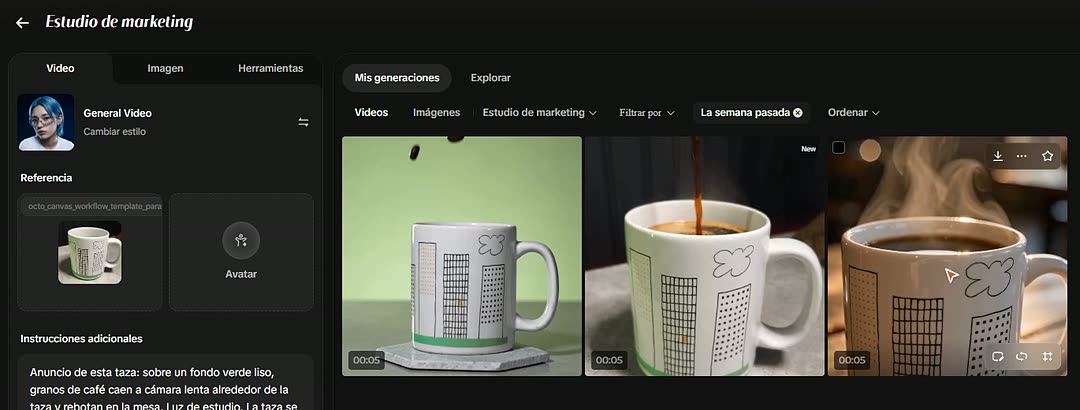 Estudio de marketing
Video
Imagen
Herramientas
General Video
Cambiar estilo
Referencia
octo_canvas_workflow_template_para
Avatar
Instrucciones adicionales
Anuncio de esta taza: sobre un fondo verde liso,
granos de café caen a cámara lenta alrededor de la
taza y rebotan en la mesa. Luz de estudio. La taza se
Mis generaciones
Explorar
Videos
Imágenes
Estudio de marketing
Filtrar por
La semana pasada
Ordenar
00:05
New
00:05
00:05